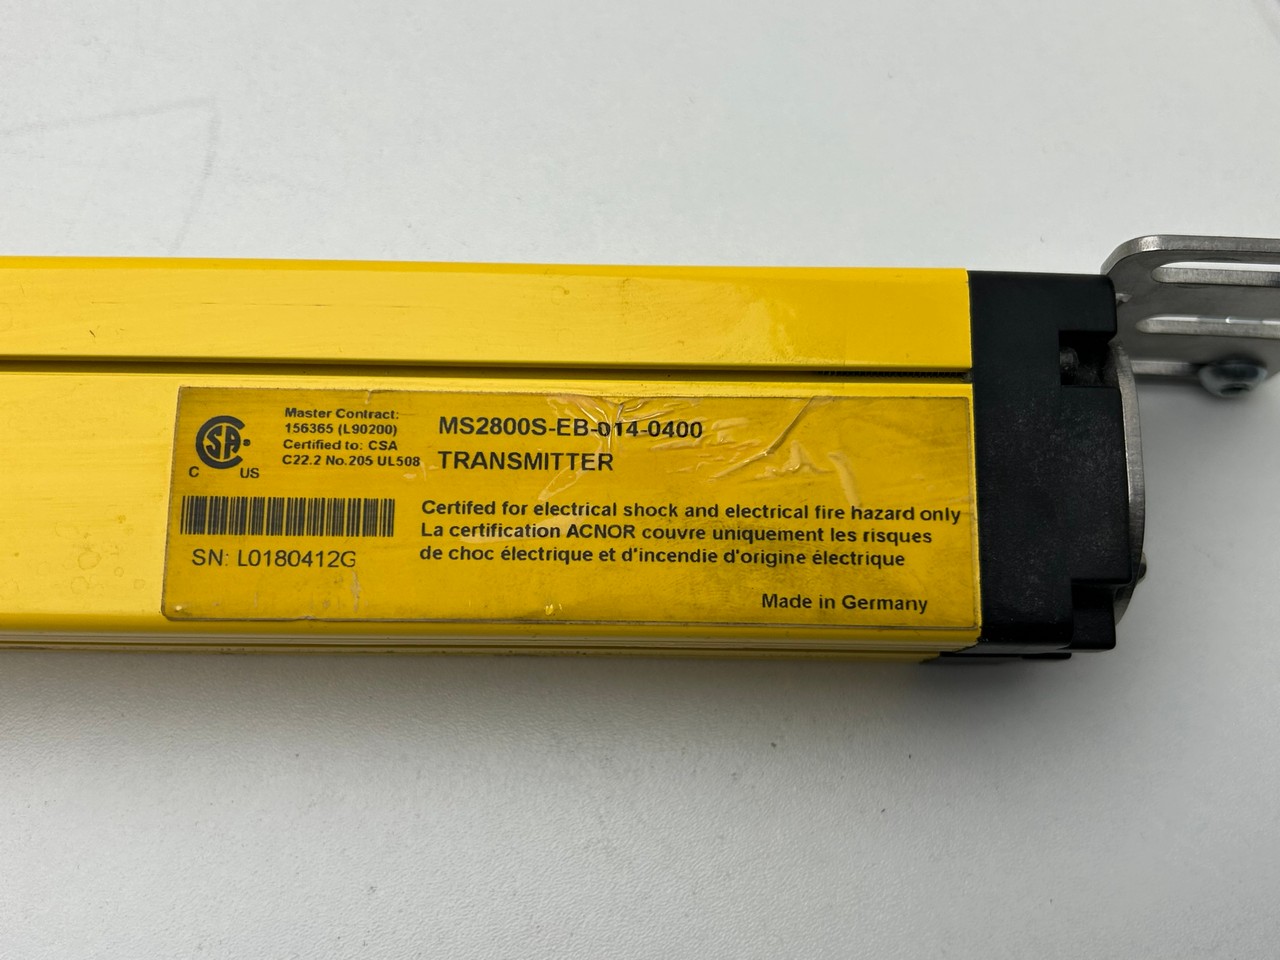 CSA
C US
Master Contract:
156365 (L90200)
Certified to: CSA
C22.2 No.205 UL508
MS2800S-EB-014-0400
TRANSMITTER
SN: L0180412G
Certifed for electrical shock and electrical fire hazard only
La certification ACNOR couvre uniquement les risques
de choc électrique et d'incendie d'origine électrique
Made in Germany